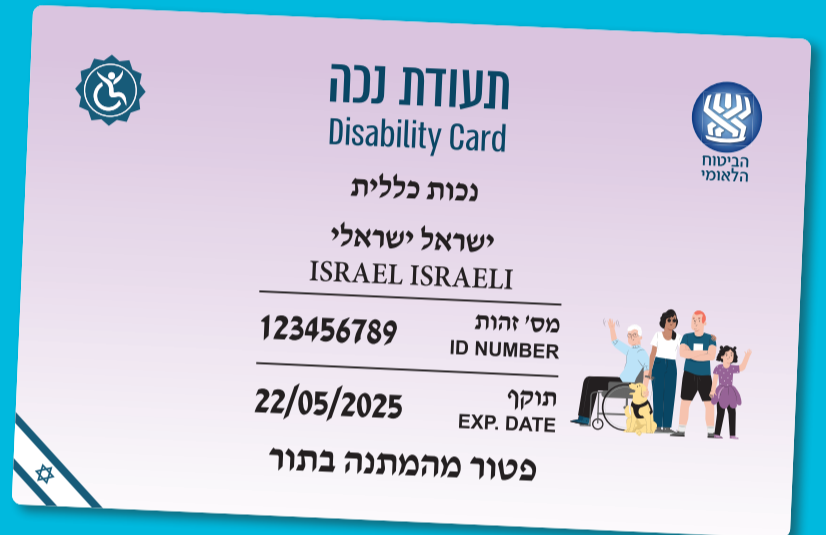 תעודת נכה
Disability Card
הביטוח
הלאומי
נכות כללית
ישראל ישראלי
ISRAEL ISRAELI
מס' זהות
123456789
ID NUMBER
תוקף
22/05/2025
EXP. DATE
פטור מהמתנה בתור